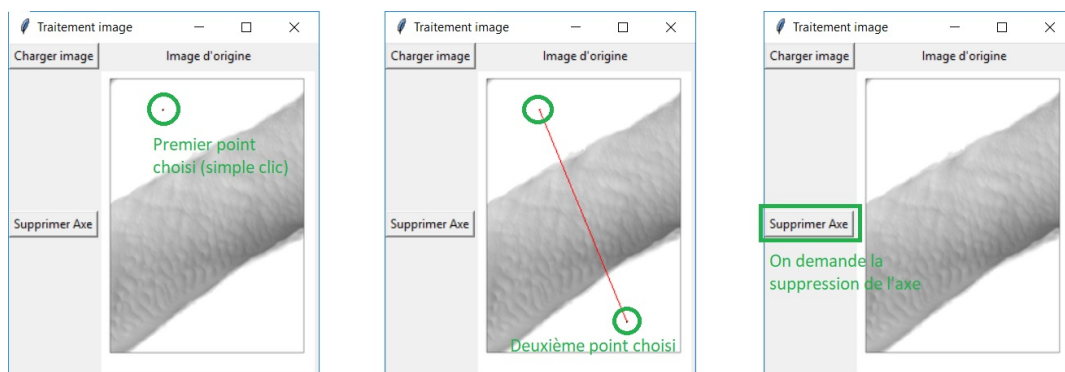 Traitement image
Charger image
Image d'origine
Premier point
choisi (simple clic)
Supprimer Axe
Traitement image
Charger image
Image d'origine
Supprimer Axe
Deuxième point choisi
Traitement image
Charger image
Image d'origine
Supprimer Axe
On demande la
suppression de l'axe